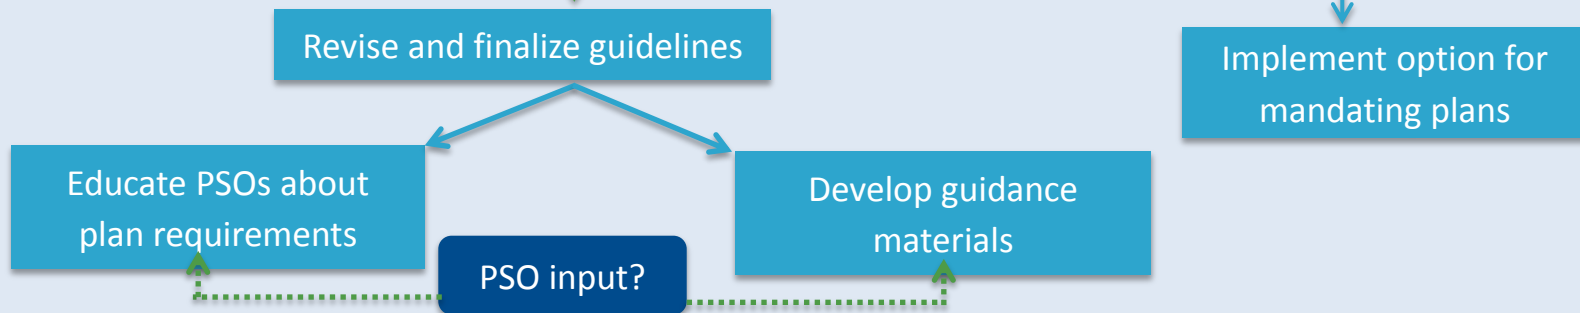 Revise and finalize guidelines
Implement option for
mandating plans
Educate PSOs about
plan requirements
Develop guidance
materials
PSO input?